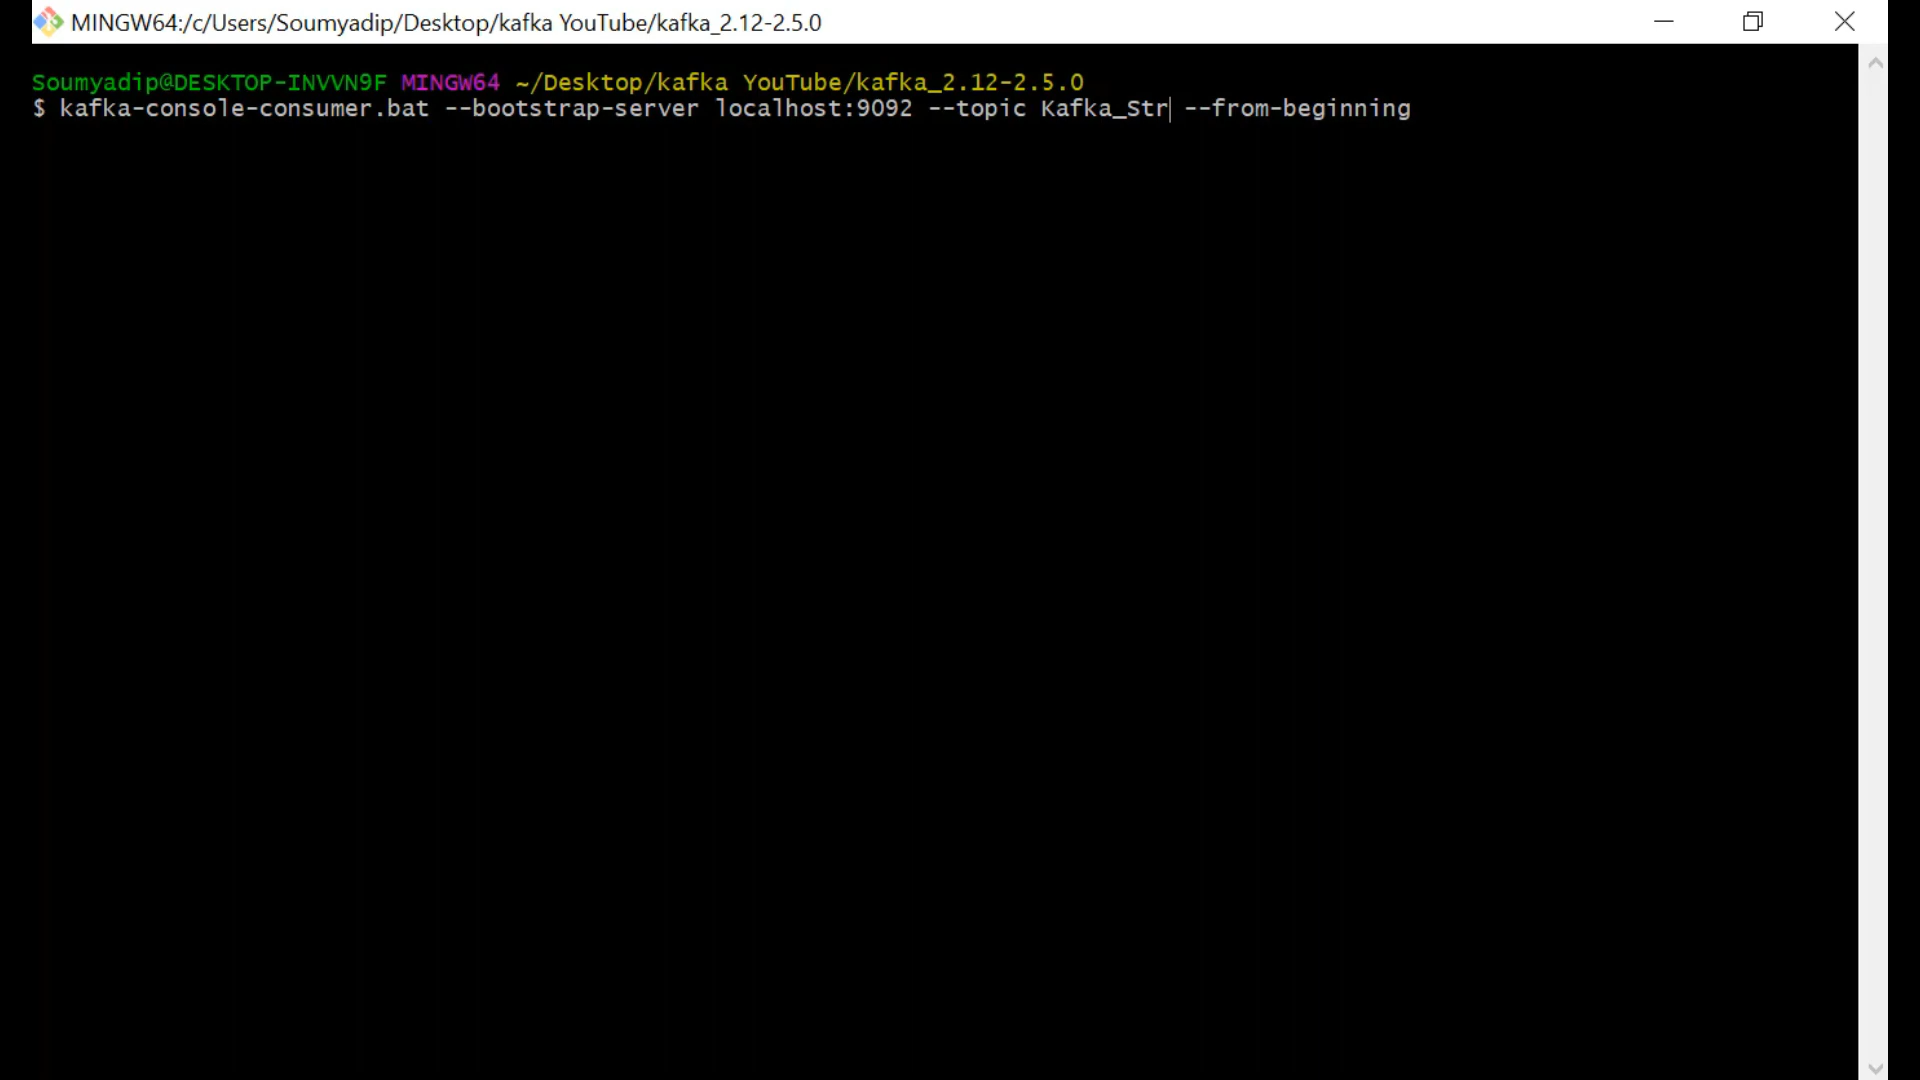 MINGW64:/c/Users/Soumyadip/Desktop/kafka YouTube/kafka_2.12-2.5.0
Soumyadip@DESKTOP-INVVN9F MINGW64 ~/Desktop/kafka YouTube/kafka_2.12-2.5.0
$ kafka-console-consumer.bat --bootstrap-server localhost:9092 --topic Kafka_Str --from-beginning